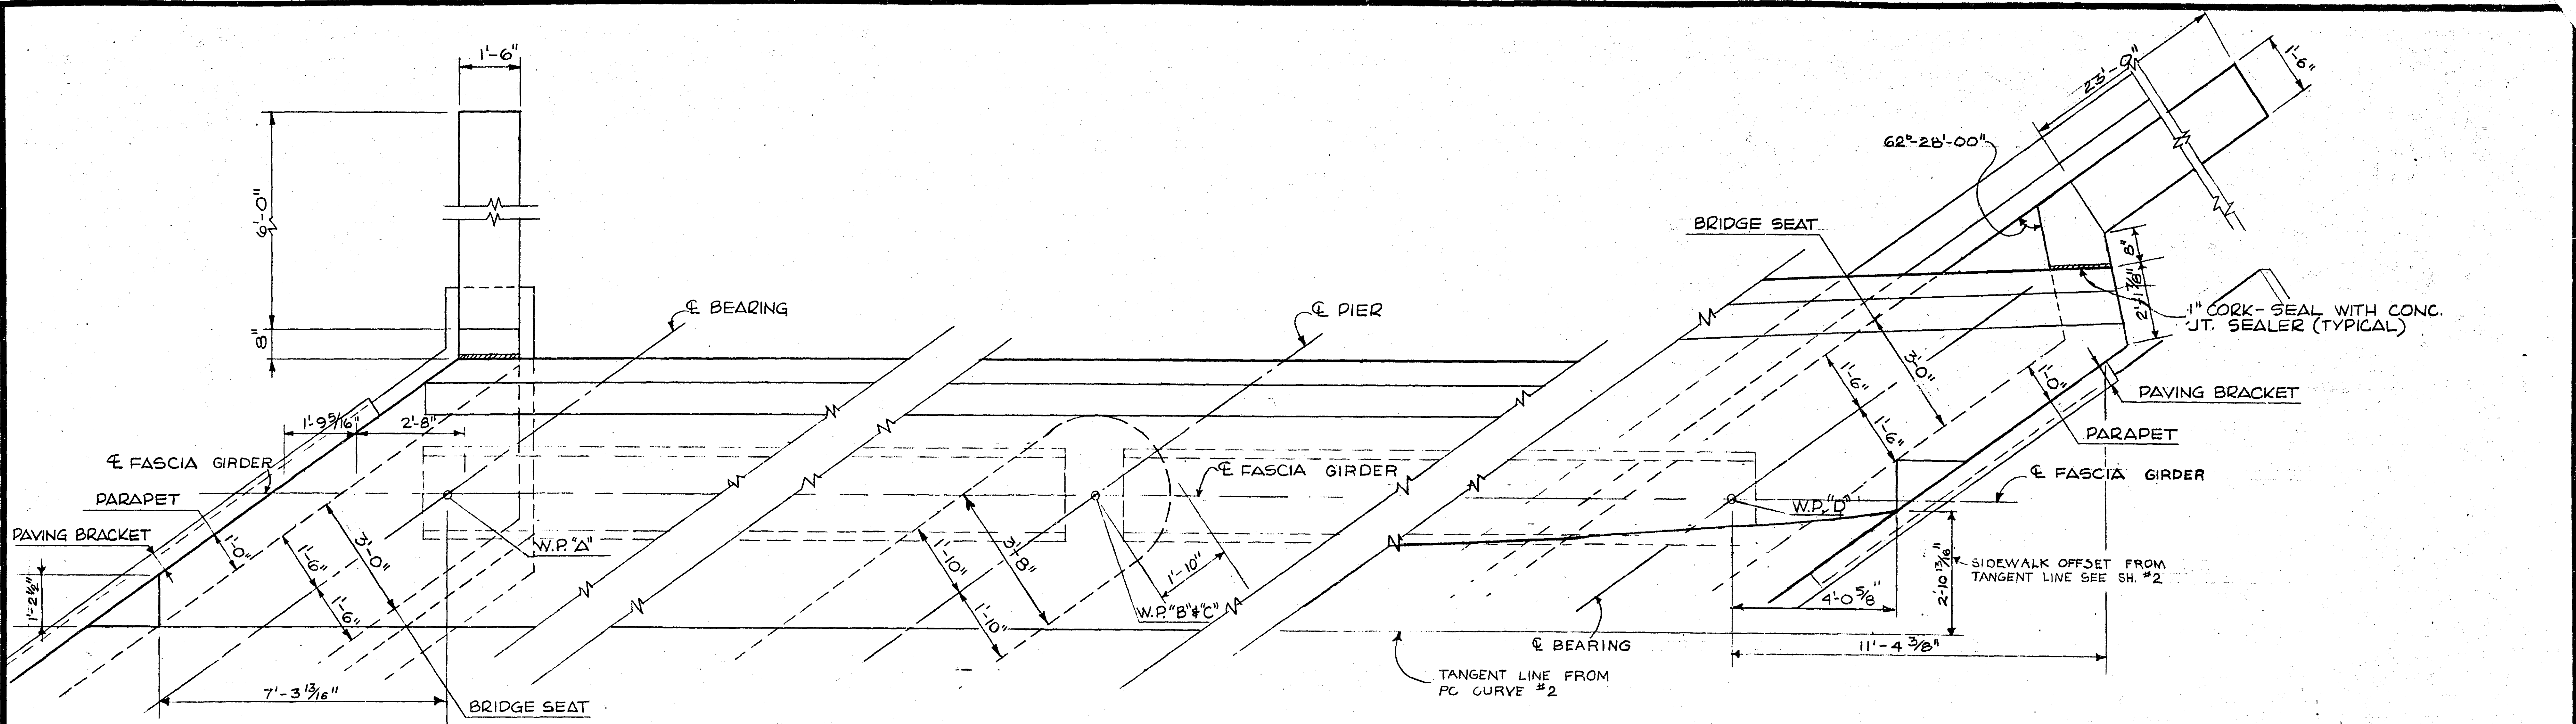 1'-6"
6'-0"
8"
℄ BEARING
1'-9 5/16"
2'-8"
℄ FASCIA GIRDER
PARAPET
PAVING BRACKET
1'-0"
1'-6"
3'-0"
1'-6"
1'-2½"
7'-3 13/16"
BRIDGE SEAT
W.P. "A"
℄ PIER
℄ FASCIA GIRDER
1'-10"
3'-8"
1'-10"
1'-10"
W.P. "B" & "C"
TANGENT LINE FROM
PC CURVE #2
℄ BEARING
BRIDGE SEAT
62°-28'-00"
23'-9"
1'-6"
8"
2'-1 7/8"
1" CORK-SEAL WITH CONC.
JT. SEALER (TYPICAL)
3'-0"
1'-6"
1'-6"
1'-0"
PAVING BRACKET
PARAPET
℄ FASCIA GIRDER
W.P. "D"
SIDEWALK OFFSET FROM
TANGENT LINE SEE SH. #2
2'-10 13/16"
4'-0 5/8"
11'-4 3/8"